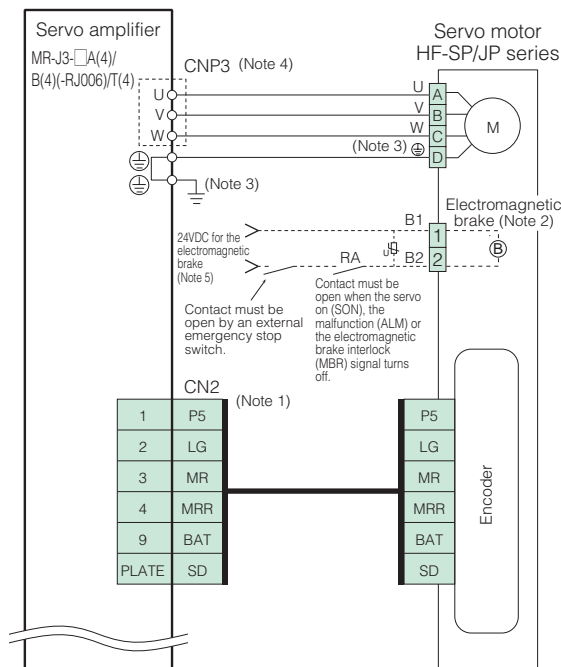 Servo amplifier
MR-J3-□A(4)/
B(4)(-RJ006)/T(4)
CNP3 (Note 4)
Servo motor
HF-SP/JP series
U
V
W
U
V
W
(Note 3)
A
B
C
D
M
(Note 3)
24VDC for the
electromagnetic
brake
(Note 5)
B1
B2
1
2
U
RA
Electromagnetic
brake (Note 2)
B
Contact must be
open by an external
emergency stop
switch.
Contact must be
open when the servo
on (SON), the
malfunction (ALM) or
the electromagnetic
brake interlock
(MBR) signal turns
off.
CN2 (Note 1)
1 P5
2 LG
3 MR
4 MRR
9 BAT
PLATE SD
P5
LG
MR
MRR
BAT
SD
Encoder